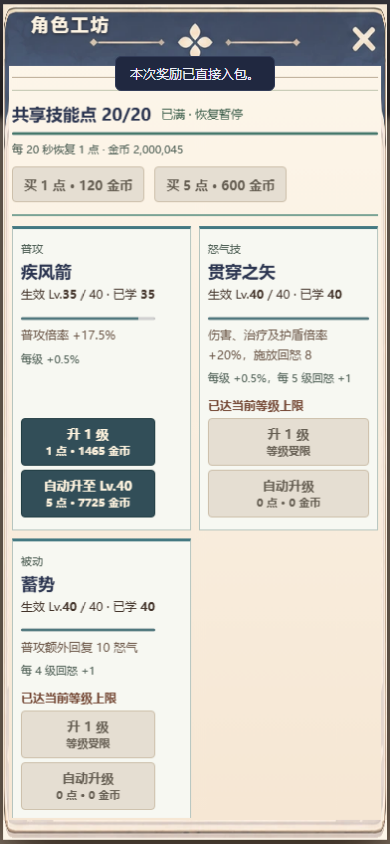 角色工坊
本次奖励已直接入包。
共享技能点 20/20 已满 · 恢复暂停
每 20 秒恢复 1 点 · 金币 2,000,045
买 1 点 • 120 金币
买 5 点 • 600 金币
普攻
疾风箭
生效 Lv.35 / 40 · 已学 35
普攻倍率 +17.5%
每级 +0.5%
升 1 级
1 点 • 1465 金币
自动升至 Lv.40
5 点 • 7725 金币
怒气技
贯穿之矢
生效 Lv.40 / 40 · 已学 40
伤害、治疗及护盾倍率
+20%，施放回怒 8
每级 +0.5%，每 5 级回怒 +1
已达当前等级上限
升 1 级
等级受限
自动升级
0 点 • 0 金币
被动
蓄势
生效 Lv.40 / 40 · 已学 40
普攻额外回复 10 怒气
每 4 级回怒 +1
已达当前等级上限
升 1 级
等级受限
自动升级
0 点 • 0 金币